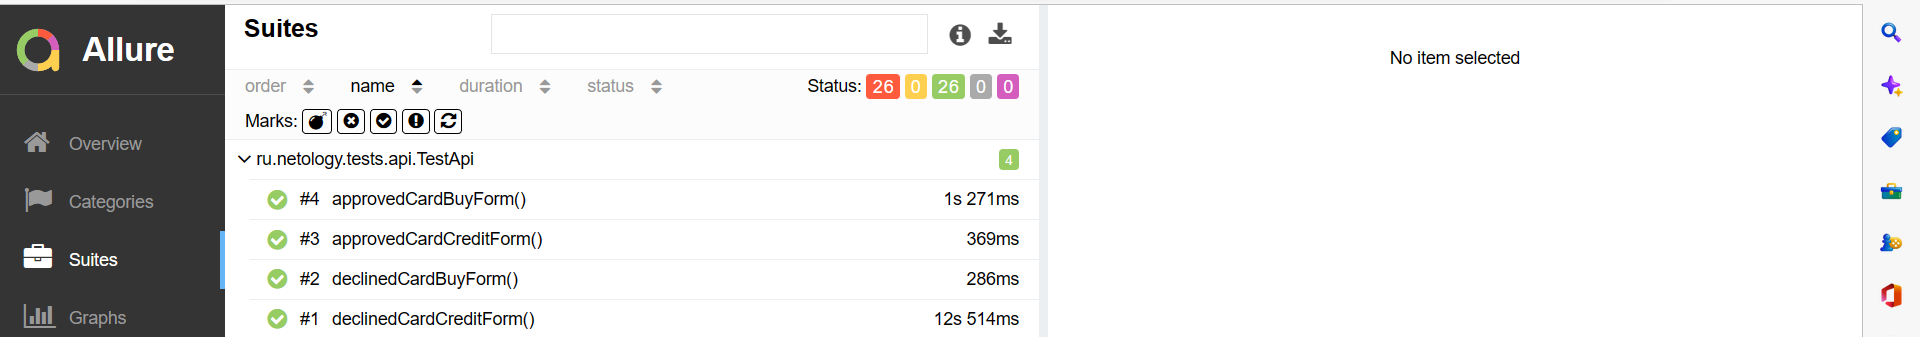 Allure
Overview
Categories
Suites
Graphs
Suites
order name duration status Status: 26 0 26 0 0
Marks:
ru.netology.tests.api.TestApi 4
#4 approvedCardBuyForm() 1s 271ms
#3 approvedCardCreditForm() 369ms
#2 declinedCardBuyForm() 286ms
#1 declinedCardCreditForm() 12s 514ms
No item selected